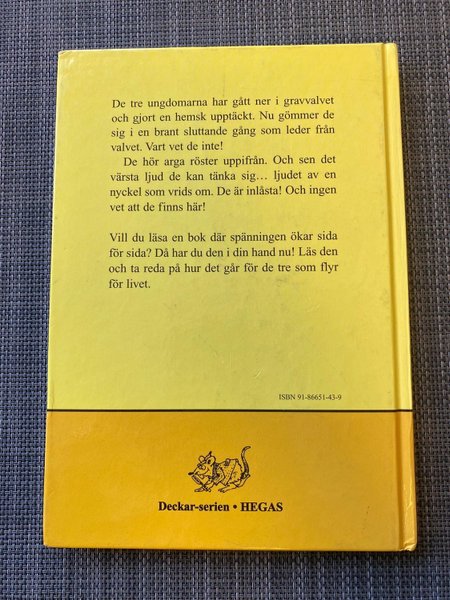 De tre ungdomarna har gått ner i gravvalvet
och gjort en hemsk upptäckt. Nu gömmer de
sig i en brant sluttande gång som leder från
valvet. Vart vet de inte!
De hör arga röster uppifrån. Och sen det
värsta ljud de kan tänka sig... ljudet av en
nyckel som vrids om. De är inlåsta! Och ingen
vet att de finns här!
Vill du läsa en bok där spänningen ökar sida
för sida? Då har du den i din hand nu! Läs den
och ta reda på hur det går för de tre som flyr
för livet.
ISBN 91-86651-43-9
Deckar-serien • HEGAS